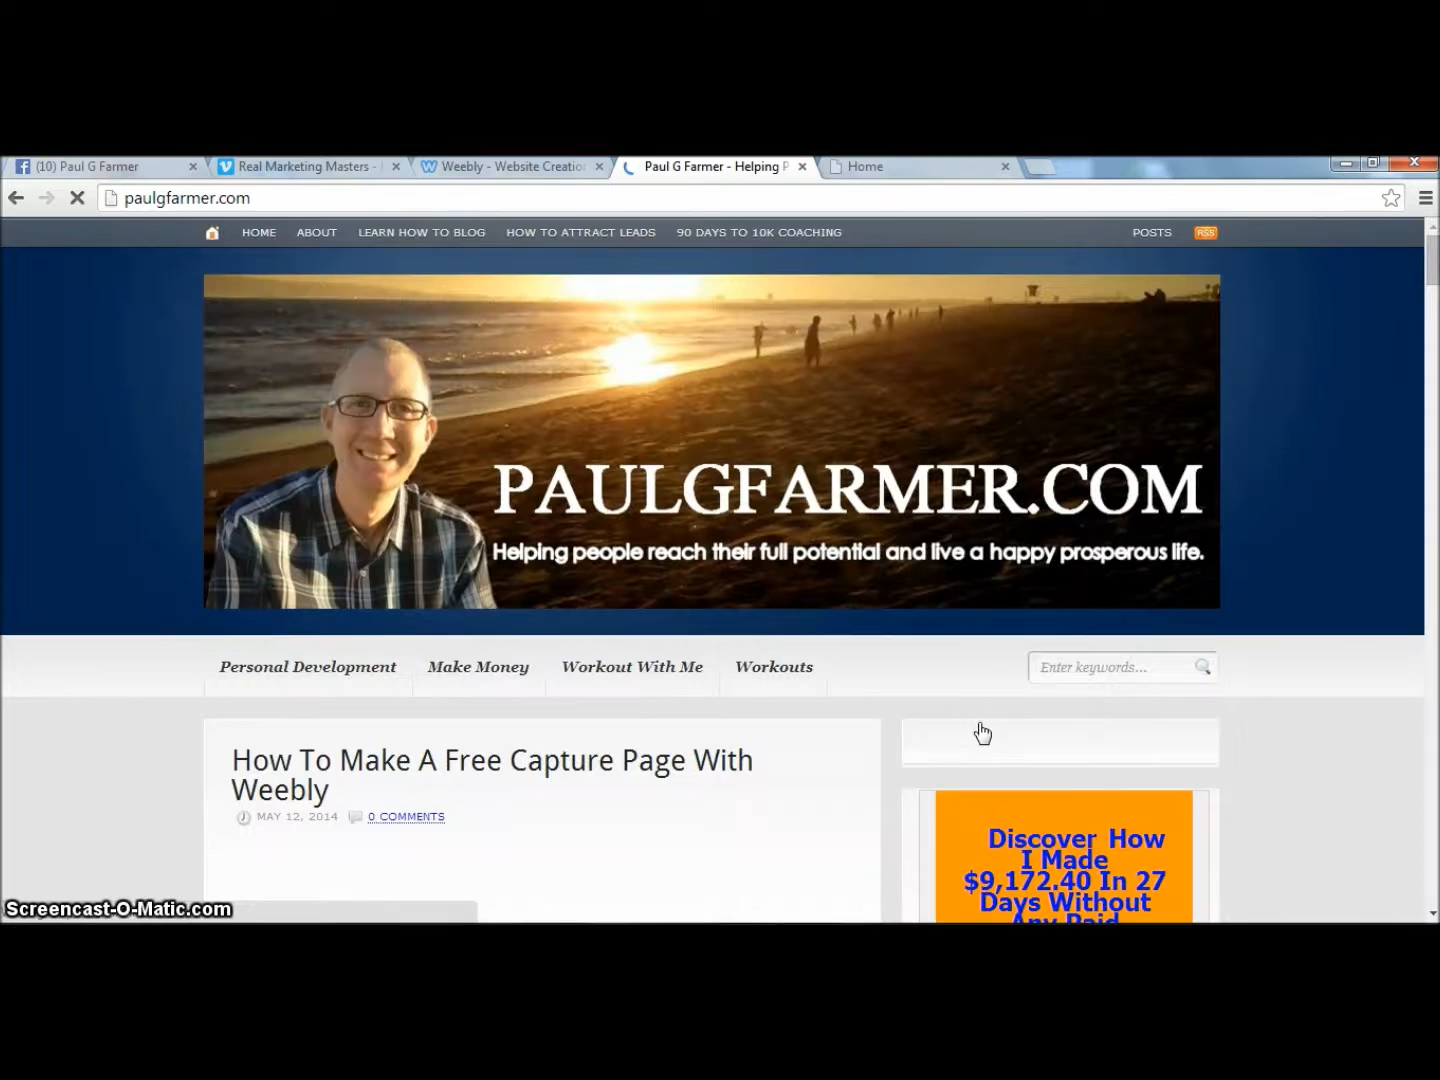 (10) Paul G Farmer
Real Marketing Masters -
Weebly - Website Creation
Paul G Farmer - Helping P
Home
paulgfarmer.com
HOME ABOUT LEARN HOW TO BLOG HOW TO ATTRACT LEADS 90 DAYS TO 10K COACHING POSTS RSS
PAULGFARMER.COM
Helping people reach their full potential and live a happy prosperous life.
Personal Development Make Money Workout With Me Workouts Enter keywords...
How To Make A Free Capture Page With
Weebly
MAY 12, 2014 0 COMMENTS
Discover How
I Made
$9,172.40 In 27
Days Without
Any Paid
Screencast-O-Matic.com